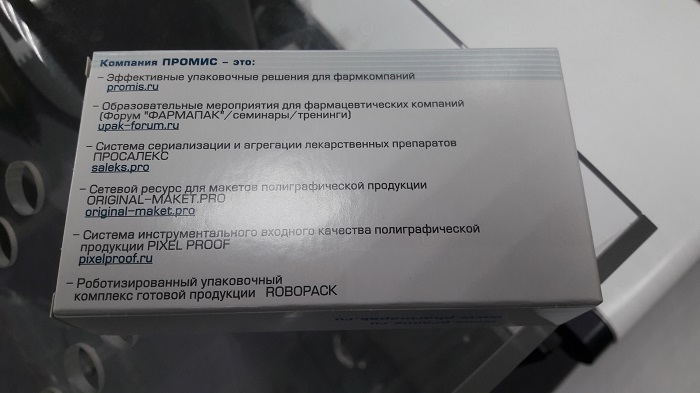 Компания ПРОМИС – это:
– Эффективные упаковочные решения для фармкомпаний
promis.ru
– Образовательные мероприятия для фармацевтических компаний
(Форум "ФАРМАПАК"/семинары/тренинги)
upak-forum.ru
– Система сериализации и агрегации лекарственных препаратов
ПРОСАЛЕКС
saleks.pro
– Сетевой ресурс для макетов полиграфической продукции
ORIGINAL-MAKET.PRO
original-maket.pro
– Система инструментального входного качества полиграфической
продукции PIXEL PROOF
pixelproof.ru
– Роботизированный упаковочный
комплекс готовой продукции ROBOPACK